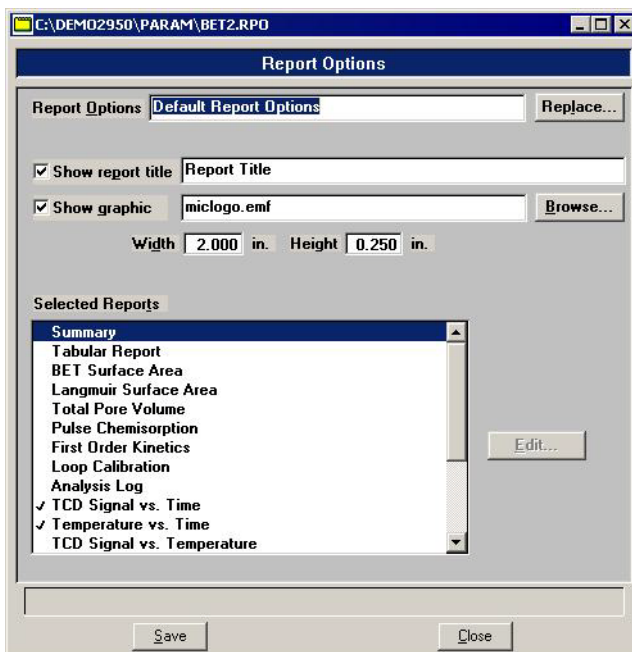 C:\DEMO2950\PARAM\BET2.RPO
Report Options
Report Options Default Report Options Replace...
Show report title Report Title
Show graphic miclogo.emf Browse...
Width 2.000 in. Height 0.250 in.
Selected Reports
Summary
Tabular Report
BET Surface Area
Langmuir Surface Area
Total Pore Volume
Pulse Chemisorption
First Order Kinetics
Edit...
Loop Calibration
Analysis Log
TCD Signal vs. Time
Temperature vs. Time
TCD Signal vs. Temperature
Save Close